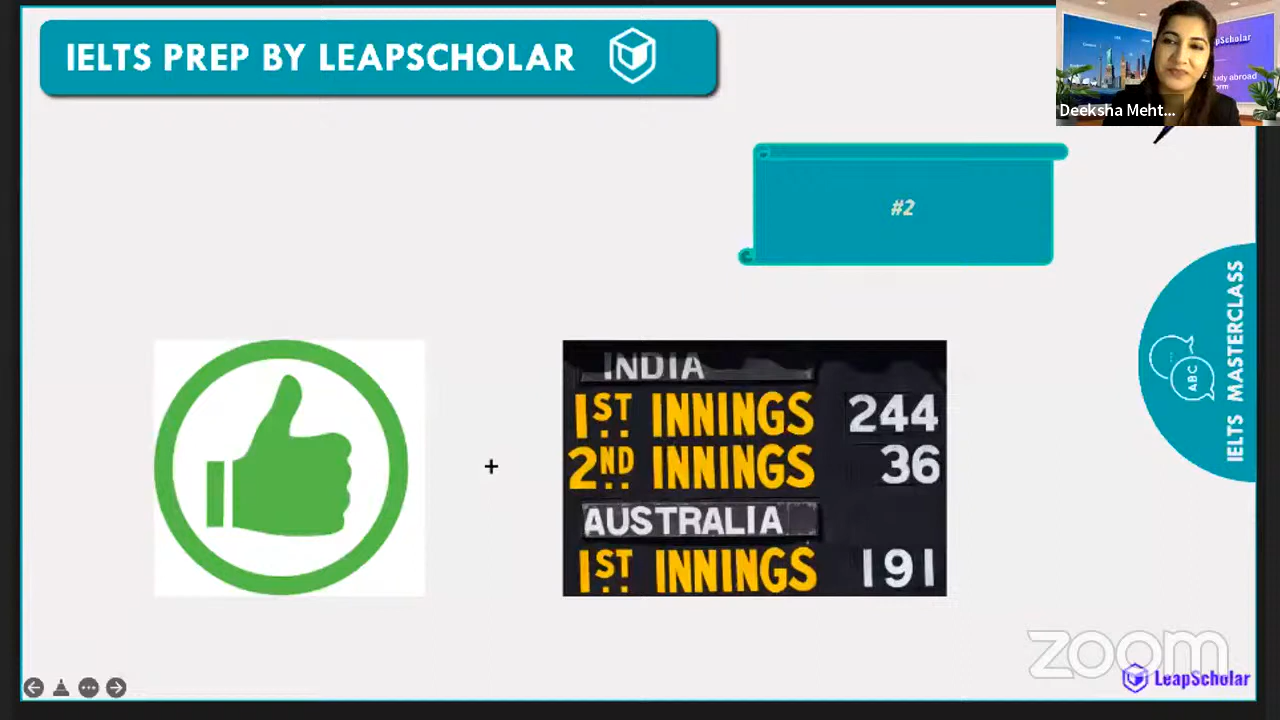 IELTS PREP BY LEAPSCHOLAR
Deeksha Meht...
#2
IELTS MASTERCLASS
ABC
+
INDIA
1ST INNINGS 244
2ND INNINGS 36
AUSTRALIA
1ST INNINGS 191
zoom
LeapScholar